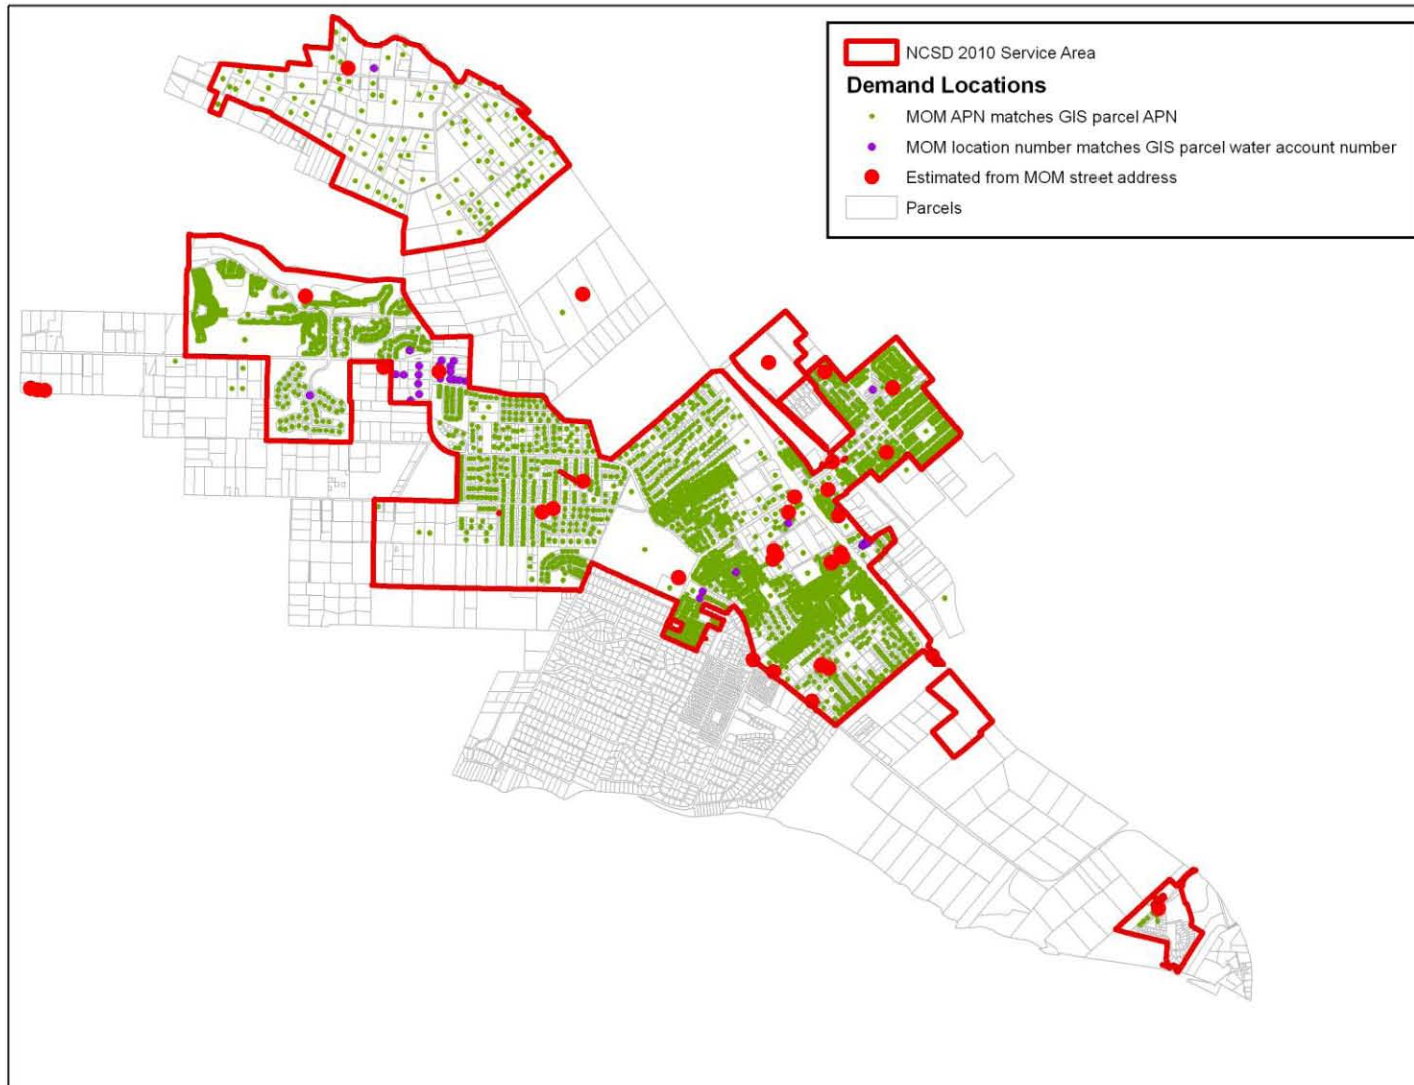 NCSD 2010 Service Area
Demand Locations
MOM APN matches GIS parcel APN
MOM location number matches GIS parcel water account number
Estimated from MOM street address
Parcels